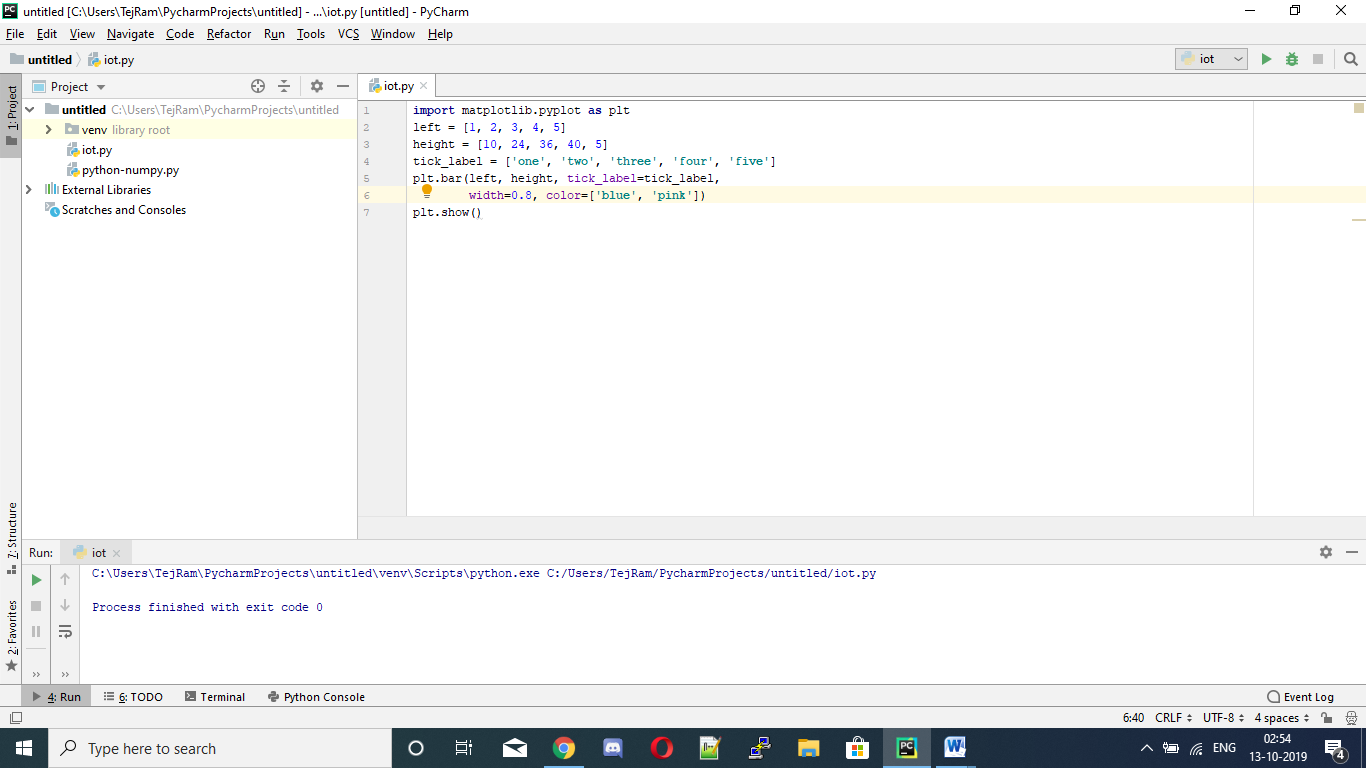 untitled [C:\Users\TejRam\PycharmProjects\untitled] - ...\iot.py [untitled] - PyCharm
File Edit View Navigate Code Refactor Run Tools VCS Window Help
untitled iot.py iot
1: Project
Project
iot.py
untitled C:\Users\TejRam\PycharmProjects\untitled
venv library root
iot.py
python-numpy.py
External Libraries
Scratches and Consoles
1 import matplotlib.pyplot as plt
2 left = [1, 2, 3, 4, 5]
3 height = [10, 24, 36, 40, 5]
4 tick_label = ['one', 'two', 'three', 'four', 'five']
5 plt.bar(left, height, tick_label=tick_label,
6 width=0.8, color=['blue', 'pink'])
7 plt.show()
7: Structure
2: Favorites
Run: iot
C:\Users\TejRam\PycharmProjects\untitled\venv\Scripts\python.exe C:/Users/TejRam/PycharmProjects/untitled/iot.py
Process finished with exit code 0
4: Run 6: TODO Terminal Python Console Event Log
6:40 CRLF UTF-8 4 spaces
Type here to search
PC
W
ENG
02:54
13-10-2019
4